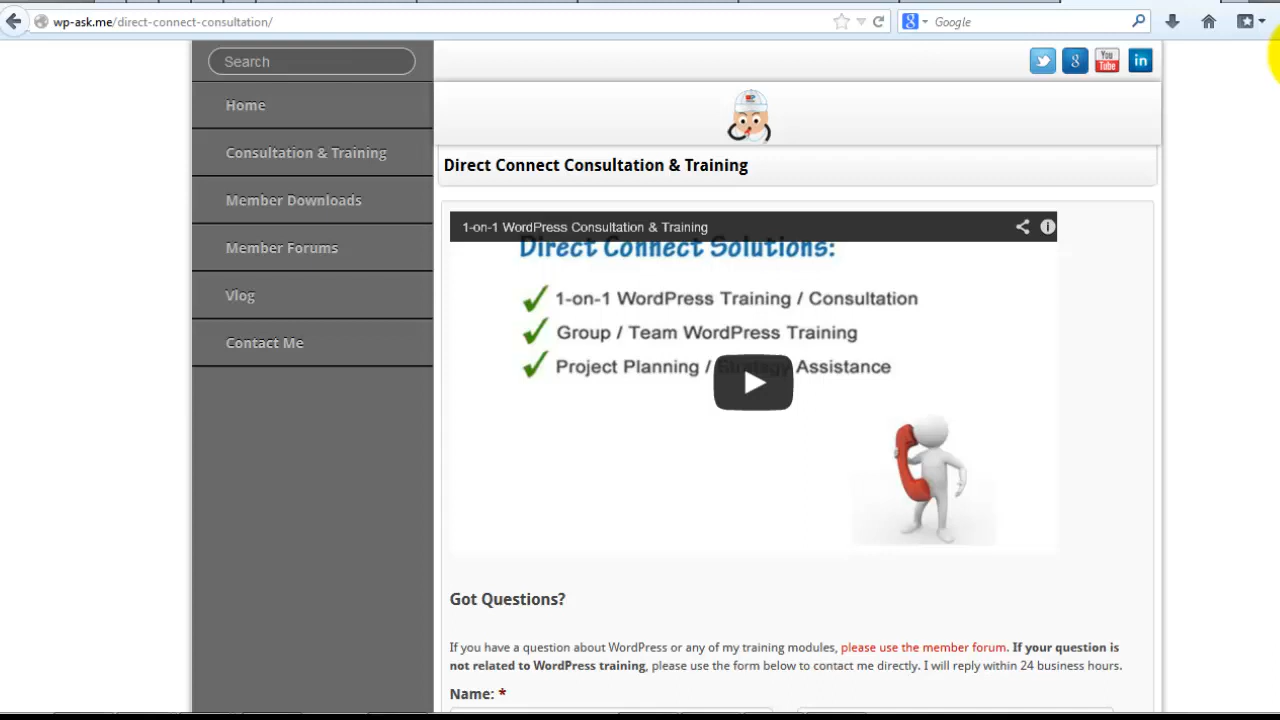 wp-ask.me/direct-connect-consultation/
Google
Search
Home
Consultation & Training
Member Downloads
Member Forums
Vlog
Contact Me
You
Tube
in
Direct Connect Consultation & Training
1-on-1 WordPress Consultation & Training
Direct Connect Solutions:
1-on-1 WordPress Training / Consultation
Group / Team WordPress Training
Project Planning / Strategy Assistance
Got Questions?
If you have a question about WordPress or any of my training modules, please use the member forum. If your question is
not related to WordPress training, please use the form below to contact me directly. I will reply within 24 business hours.
Name: *